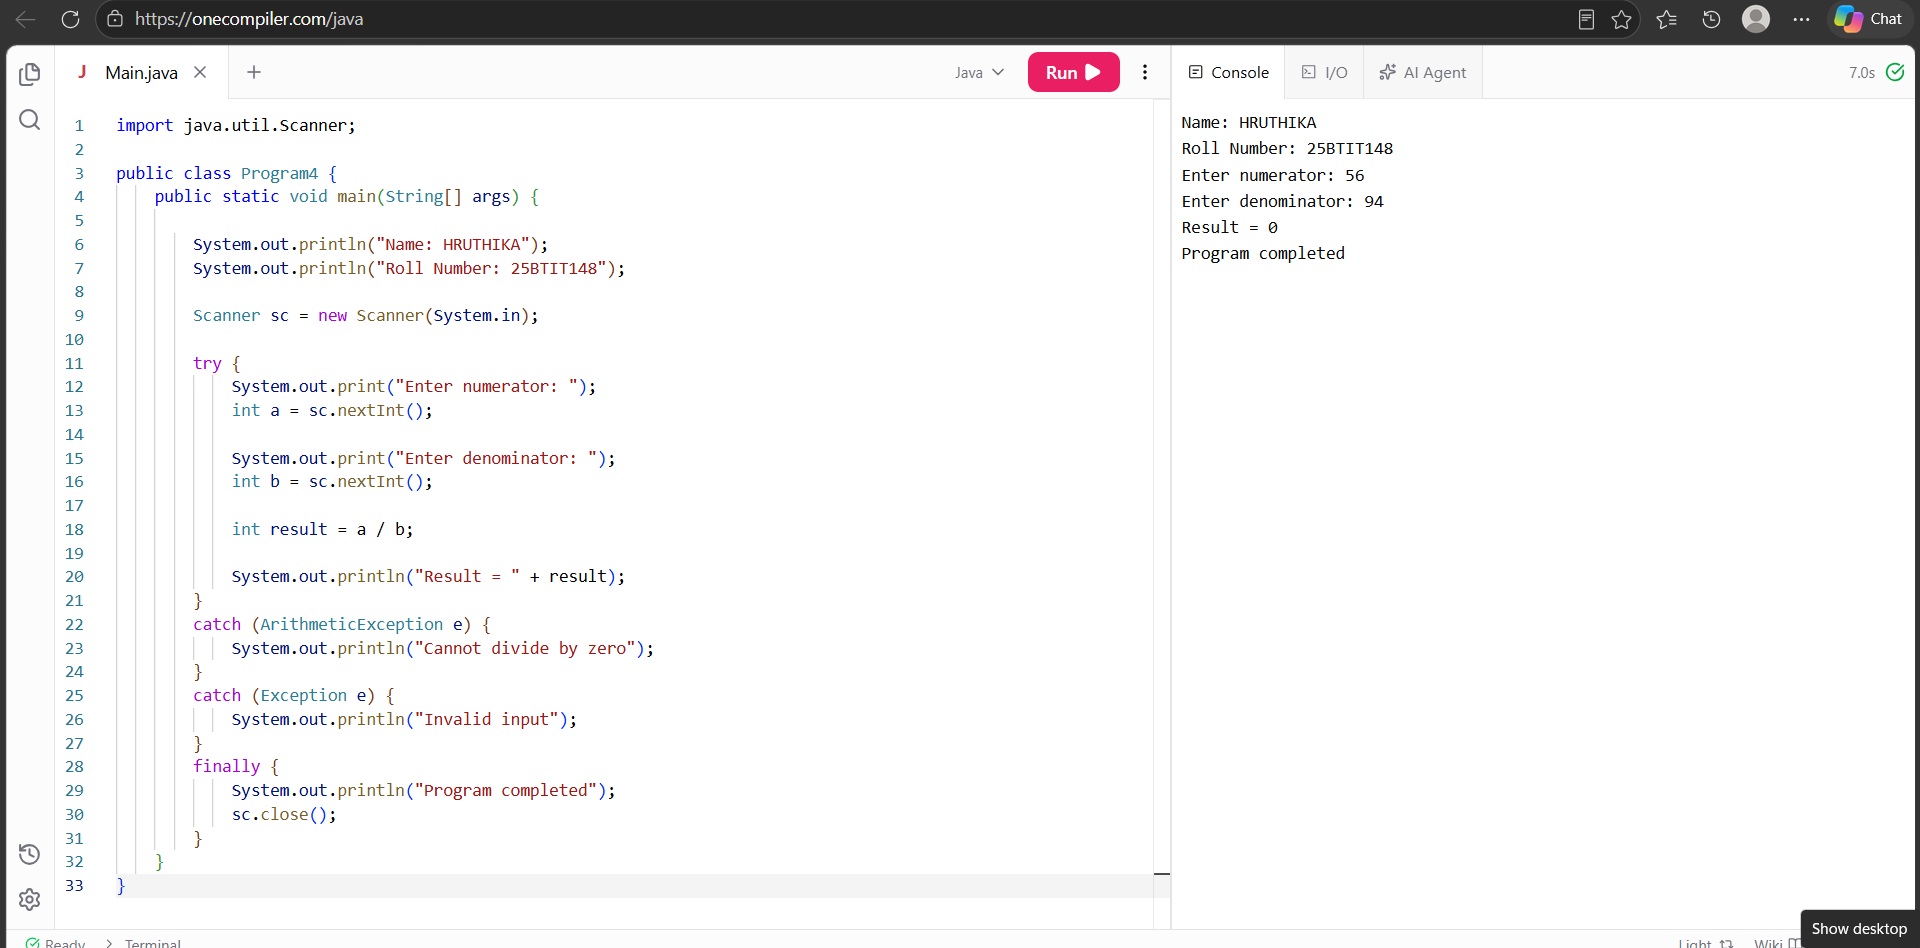 https://onecompiler.com/java
Chat
J Main.java
Java
Run
Console
I/O
AI Agent
7.0s
1 import java.util.Scanner;
2
3 public class Program4 {
4 public static void main(String[] args) {
5
6 System.out.println("Name: HRUTHIKA");
7 System.out.println("Roll Number: 25BTIT148");
8
9 Scanner sc = new Scanner(System.in);
10
11 try {
12 System.out.print("Enter numerator: ");
13 int a = sc.nextInt();
14
15 System.out.print("Enter denominator: ");
16 int b = sc.nextInt();
17
18 int result = a / b;
19
20 System.out.println("Result = " + result);
21 }
22 catch (ArithmeticException e) {
23 System.out.println("Cannot divide by zero");
24 }
25 catch (Exception e) {
26 System.out.println("Invalid input");
27 }
28 finally {
29 System.out.println("Program completed");
30 sc.close();
31 }
32 }
33 }
Name: HRUTHIKA
Roll Number: 25BTIT148
Enter numerator: 56
Enter denominator: 94
Result = 0
Program completed
Ready
Terminal
Light
Wiki
Show desktop